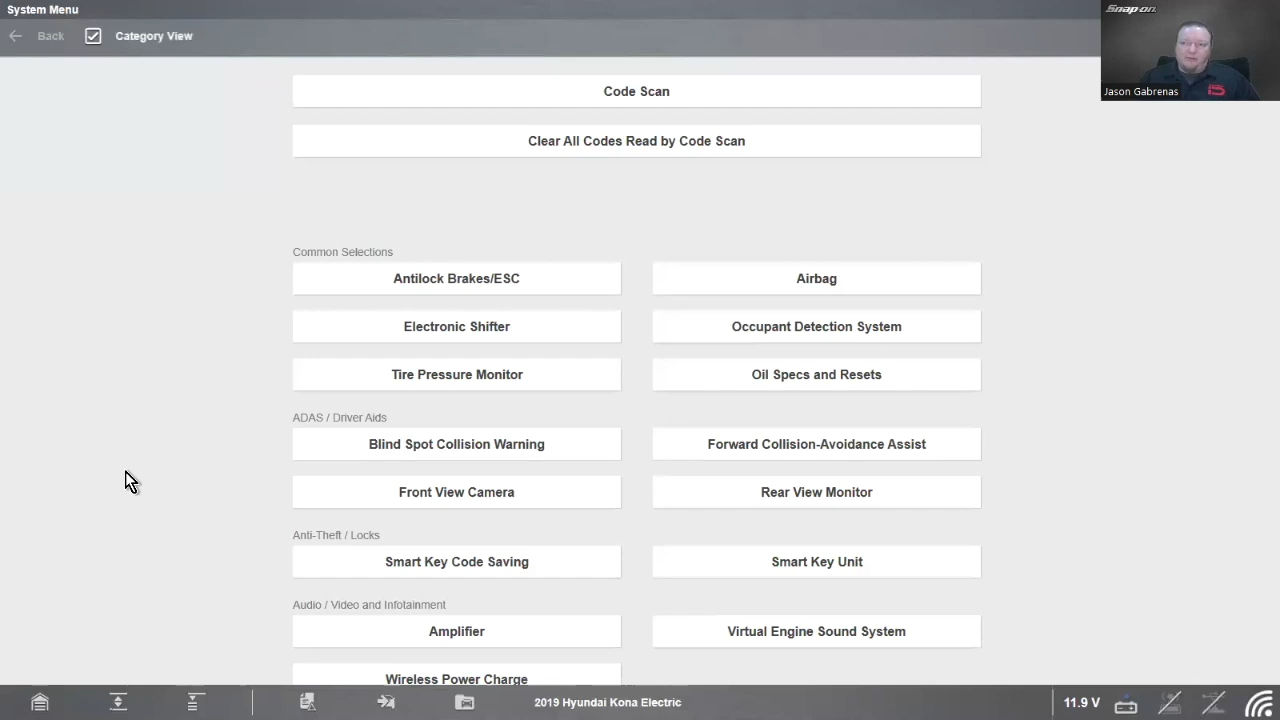 System Menu
Back
Category View
Snap-on
Jason Gabrenas
Code Scan
Clear All Codes Read by Code Scan
Common Selections
Antilock Brakes/ESC
Airbag
Electronic Shifter
Occupant Detection System
Tire Pressure Monitor
Oil Specs and Resets
ADAS / Driver Aids
Blind Spot Collision Warning
Forward Collision-Avoidance Assist
Front View Camera
Rear View Monitor
Anti-Theft / Locks
Smart Key Code Saving
Smart Key Unit
Audio / Video and Infotainment
Amplifier
Virtual Engine Sound System
Wireless Power Charge
2019 Hyundai Kona Electric
11.9 V